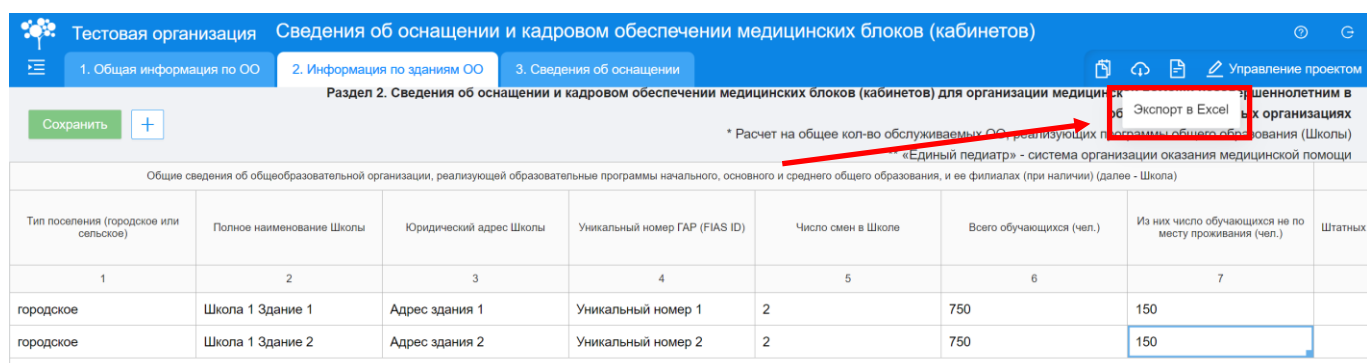 Тестовая организация Сведения об оснащении и кадровом обеспечении медицинских блоков (кабинетов)
1. Общая информация по ОО 2. Информация по зданиям ОО 3. Сведения об оснащении Управление проектом
Раздел 2. Сведения об оснащении и кадровом обеспечении медицинских блоков (кабинетов) для организации
Экспорт в Excel
Сохранить +
* Расчет на общее кол-во обслуживаемых ОО, реализующих программы общего образования (Школы)
«Единый педиатр» - система организации оказания медицинской помощи
Общие сведения об общеобразовательной организации, реализующей образовательные программы начального, основного и среднего общего образования, и ее филиалах (при наличии) (далее - Школа)
Тип поселения (городское или сельское) Полное наименование Школы Юридический адрес Школы Уникальный номер ГАР (FIAS ID) Число смен в Школе Всего обучающихся (чел.) Из них число обучающихся не по месту проживания (чел.) Штатных
1 2 3 4 5 6 7
городское Школа 1 Здание 1 Адрес здания 1 Уникальный номер 1 2 750 150
городское Школа 1 Здание 2 Адрес здания 2 Уникальный номер 2 2 750 150